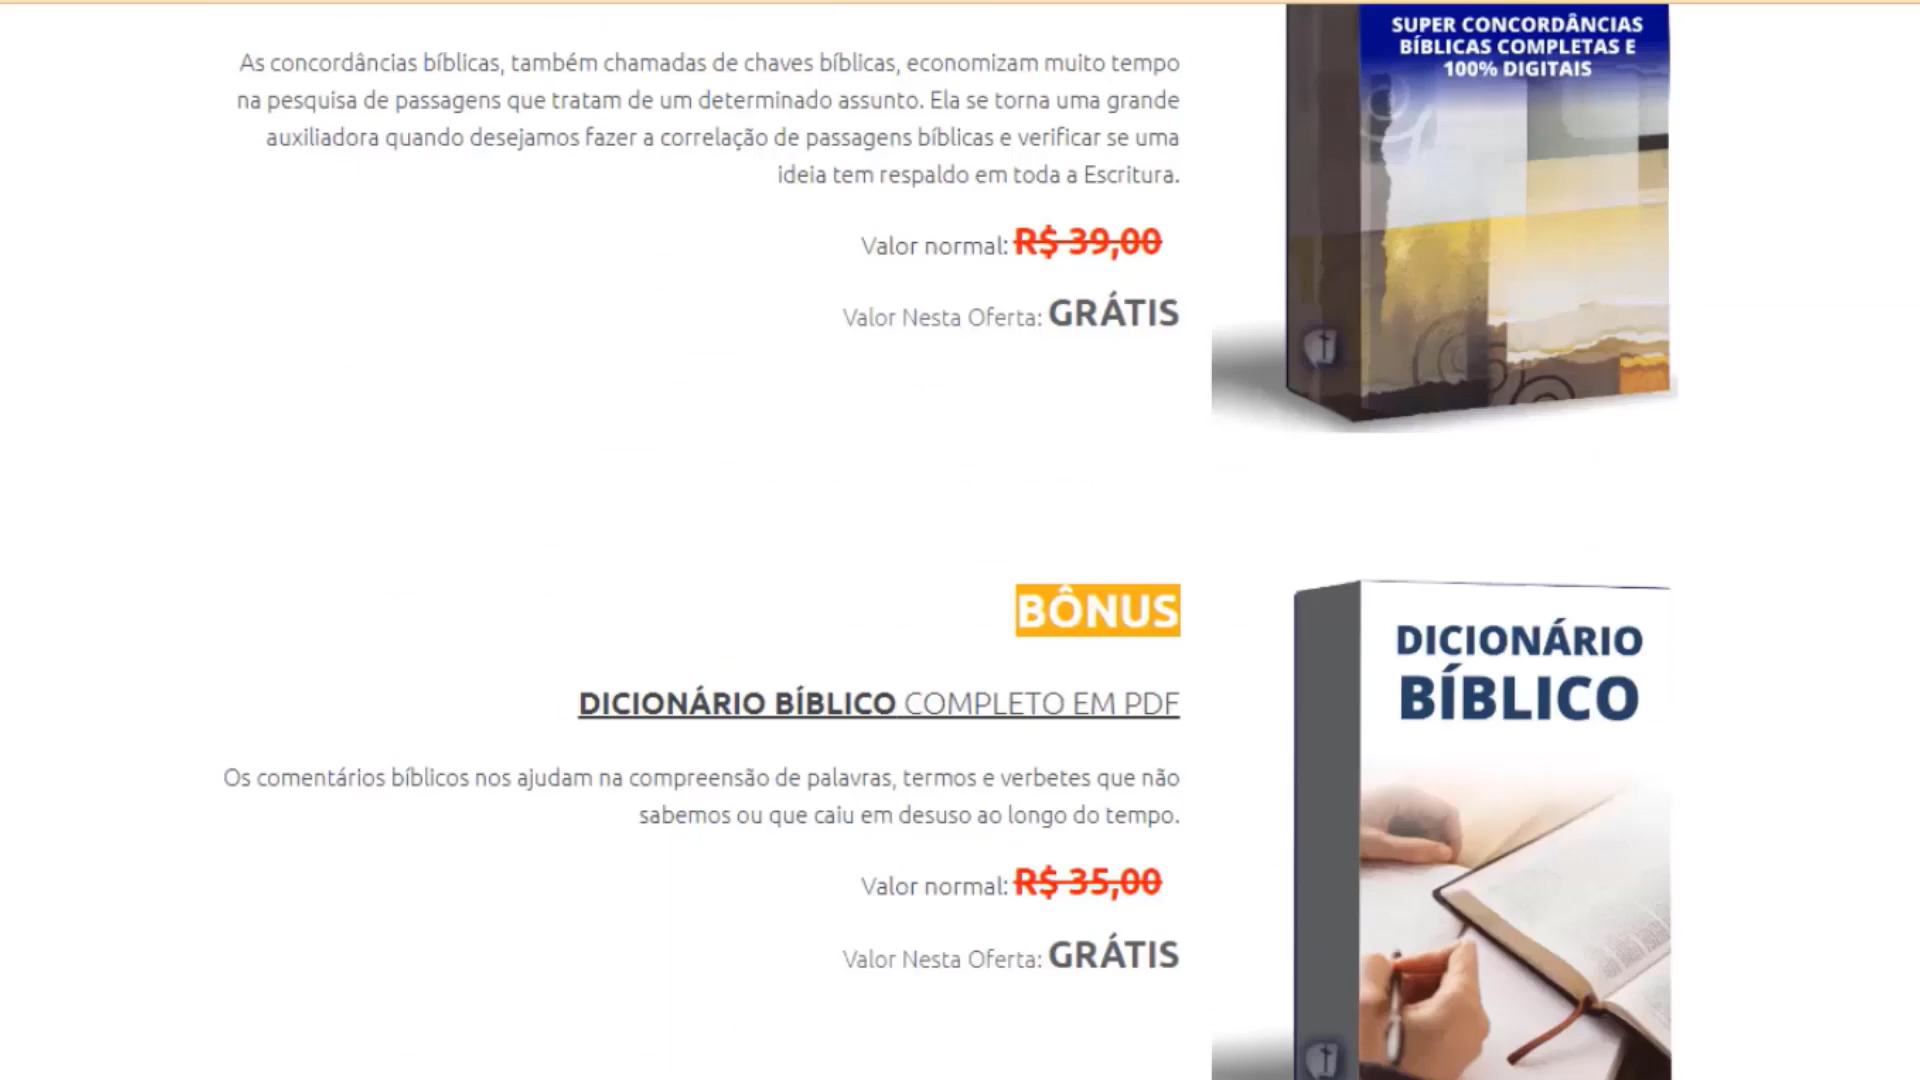 SUPER CONCORDÂNCIAS
BÍBLICAS COMPLETAS E
100% DIGITAIS
As concordâncias bíblicas, também chamadas de chaves bíblicas, economizam muito tempo
na pesquisa de passagens que tratam de um determinado assunto. Ela se torna uma grande
auxiliadora quando desejamos fazer a correlação de passagens bíblicas e verificar se uma
ideia tem respaldo em toda a Escritura.
Valor normal: R$ 39,00
Valor Nesta Oferta: GRÁTIS
BÔNUS
DICIONÁRIO BÍBLICO COMPLETO EM PDF
Os comentários bíblicos nos ajudam na compreensão de palavras, termos e verbetes que não
sabemos ou que caiu em desuso ao longo do tempo.
Valor normal: R$ 35,00
Valor Nesta Oferta: GRÁTIS
DICIONÁRIO
BÍBLICO